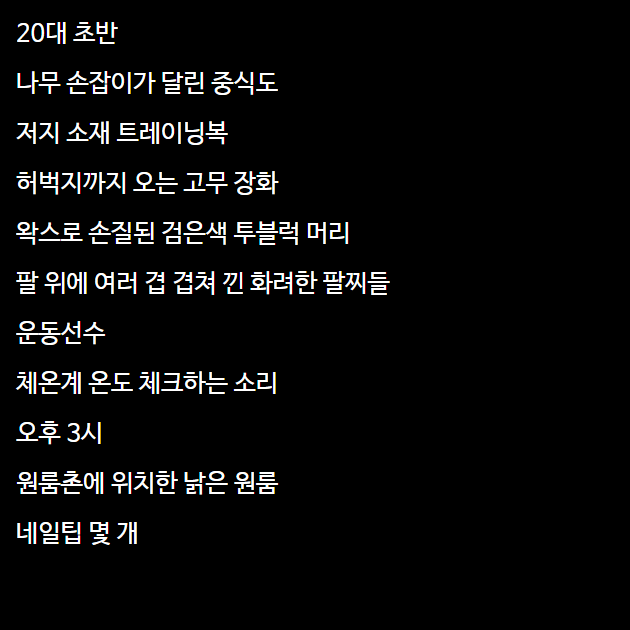 20대 초반
나무 손잡이가 달린 중식도
저지 소재 트레이닝복
허벅지까지 오는 고무 장화
왁스로 손질된 검은색 투블럭 머리
팔 위에 여러 겹 겹쳐 낀 화려한 팔찌들
운동선수
체온계 온도 체크하는 소리
오후 3시
원룸촌에 위치한 낡은 원룸
네일팁 몇 개